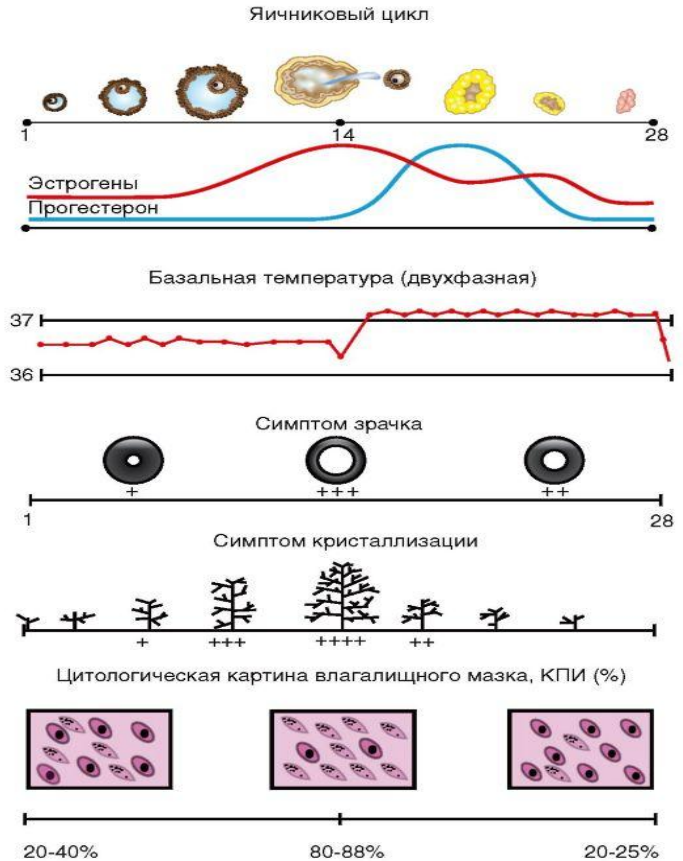 Яичниковый цикл
1 14 28
Эстрогены
Прогестерон
Базальная температура (двухфазная)
37
36
Симптом зрачка
+ +++ ++
1 28
Симптом кристаллизации
+ +++ ++++ ++
Цитологическая картина влагалищного мазка, КПИ (%)
20-40% 80-88% 20-25%